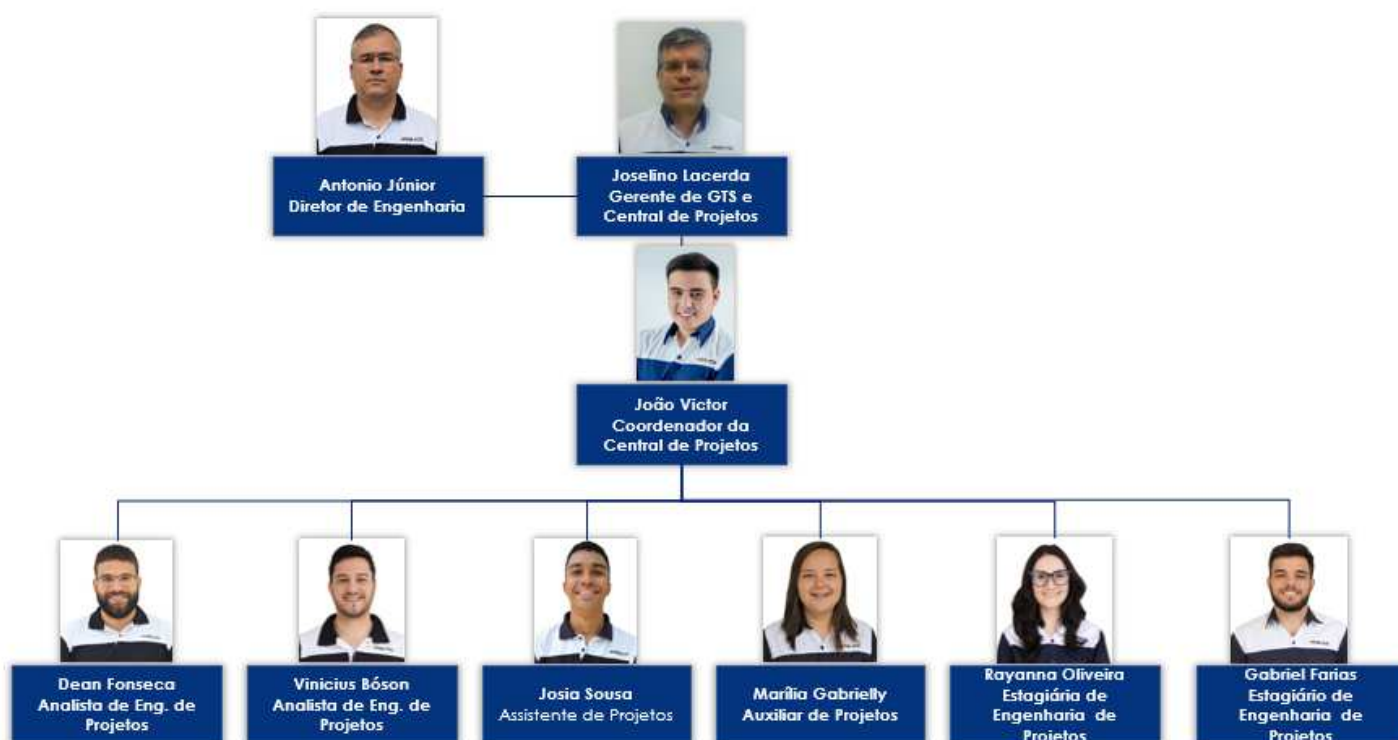 Antonio Júnior
Diretor de Engenharia
Joselino Lacerda
Gerente de GTS e
Central de Projetos
João Victor
Coordenador da
Central de Projetos
Dean Fonseca
Analista de Eng. de
Projetos
Vinicius Bóson
Analista de Eng. de
Projetos
Josia Sousa
Assistente de Projetos
Marília Gabrielly
Auxiliar de Projetos
Rayanna Oliveira
Estagiária de
Engenharia de
Projetos
Gabriel Farias
Estagiário de
Engenharia de
Projetos